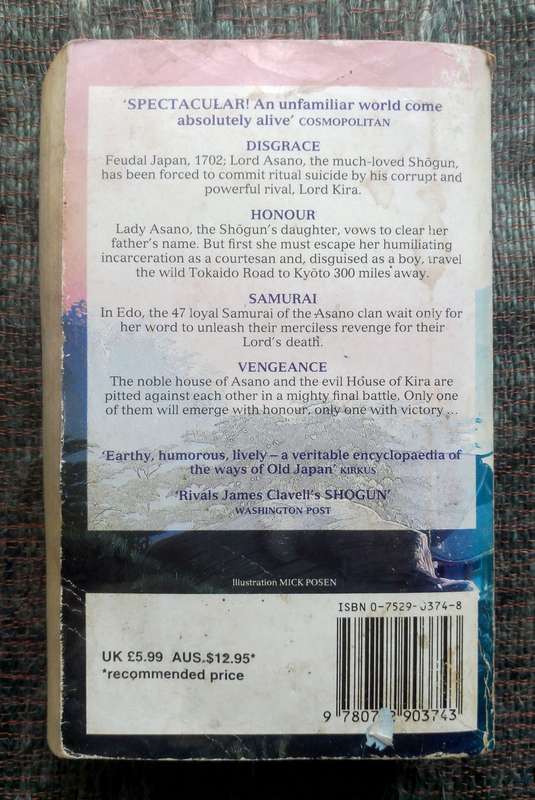 ‘SPECTACULAR! An unfamiliar world come
absolutely alive’ COSMOPOLITAN
DISGRACE
Feudal Japan, 1702; Lord Asano, the much-loved Shōgun,
has been forced to commit ritual suicide by his corrupt and
powerful rival, Lord Kira.
HONOUR
Lady Asano, the Shōgun's daughter, vows to clear her
father's name. But first she must escape her humiliating
incarceration as a courtesan and, disguised as a boy, travel
the wild Tokaido Road to Kyōto 300 miles away.
SAMURAI
In Edo, the 47 loyal Samurai of the Asano clan wait only for
her word to unleash their merciless revenge for their
Lord's death.
VENGEANCE
The noble house of Asano and the evil House of Kira are
pitted against each other in a mighty final battle. Only one
of them will emerge with honour, only one with victory ...
‘Earthy, humorous, lively – a veritable encyclopaedia of
the ways of Old Japan’ KIRKUS
‘Rivals James Clavell's SHOGUN’
WASHINGTON POST
Illustration MICK POSEN
ISBN 0-7529-0374-8
UK £5.99 AUS.$12.95*
*recommended price
9 903743